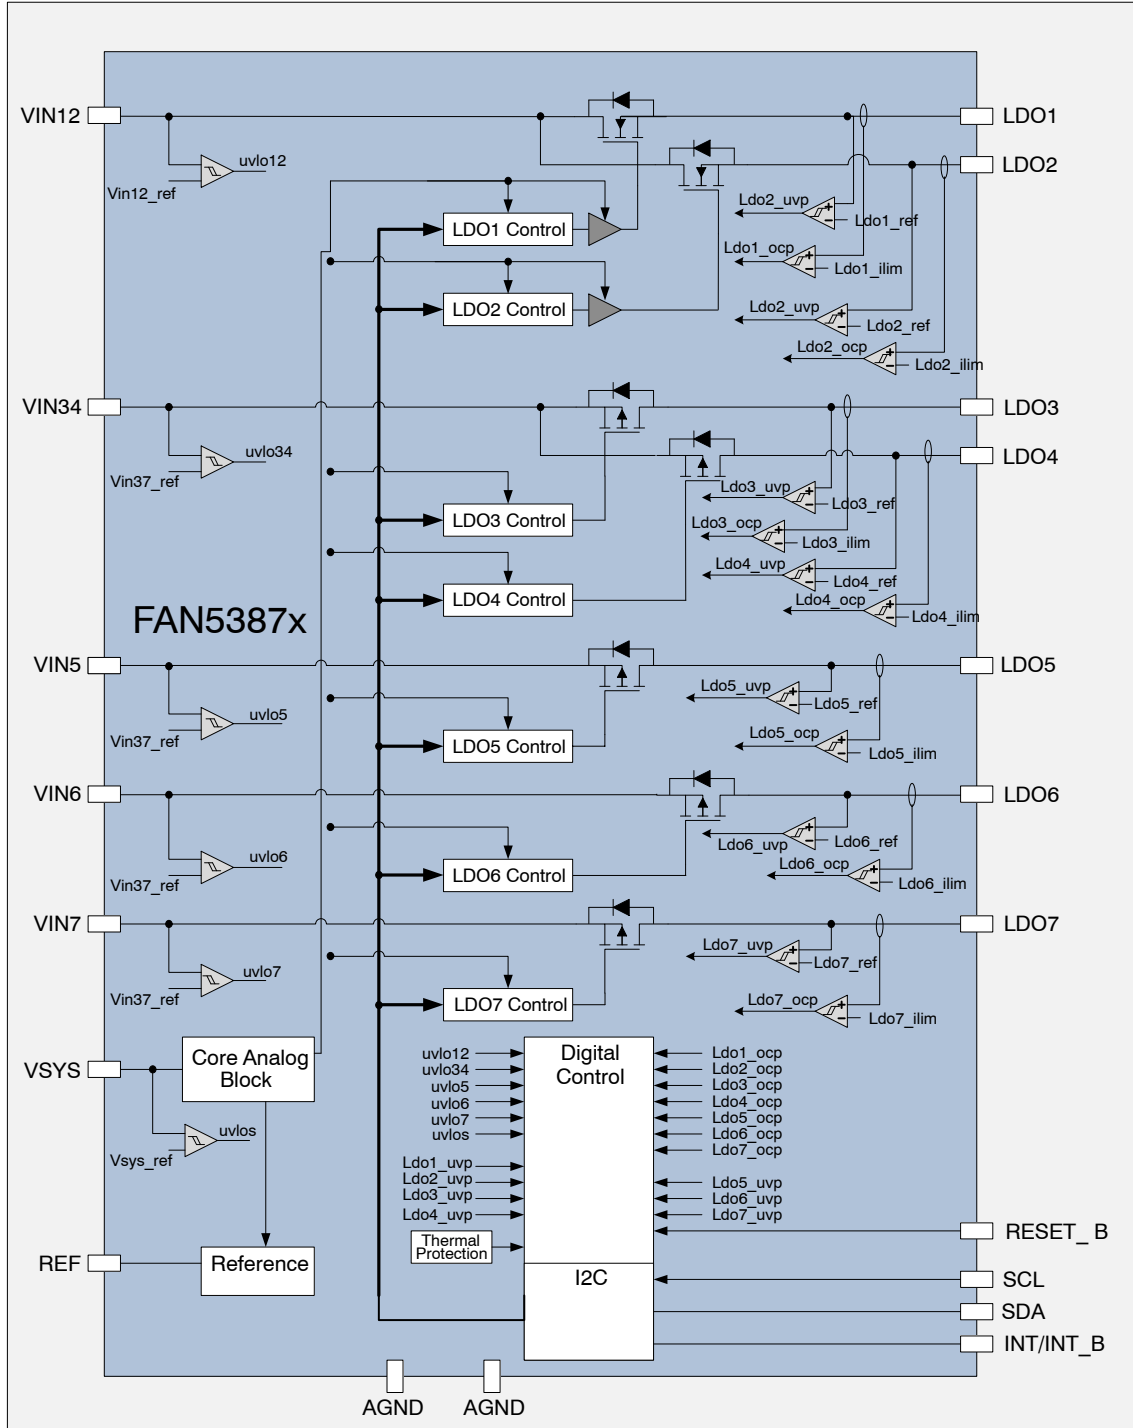 VIN12
LDO1
uvlo12
Vin12_ref
LDO2
Ldo2_uvp
Ldo1_ref
LDO1 Control
Ldo1_ocp
Ldo1_ilim
LDO2 Control
Ldo2_uvp
Ldo2_ref
Ldo2_ocp
Ldo2_ilim
VIN34
LDO3
uvlo34
Vin37_ref
LDO4
Ldo3_uvp
Ldo3_ref
LDO3 Control
Ldo3_ocp
Ldo3_ilim
Ldo4_uvp
Ldo4_ref
LDO4 Control
Ldo4_ocp
Ldo4_ilim
FAN5387x
VIN5
LDO5
uvlo5
Vin37_ref
Ldo5_uvp
Ldo5_ref
LDO5 Control
Ldo5_ocp
Ldo5_ilim
VIN6
LDO6
uvlo6
Vin37_ref
Ldo6_uvp
Ldo6_ref
LDO6 Control
Ldo6_ocp
Ldo6_ilim
VIN7
LDO7
uvlo7
Vin37_ref
Ldo7_uvp
Ldo7_ref
LDO7 Control
Ldo7_ocp
Ldo7_ilim
VSYS
Core Analog
Block
uvlos
Vsys_ref
REF
Reference
uvlo12
uvlo34
uvlo5
uvlo6
uvlo7
uvlos
Ldo1_uvp
Ldo2_uvp
Ldo3_uvp
Ldo4_uvp
Thermal
Protection
Digital
Control
I2C
Ldo1_ocp
Ldo2_ocp
Ldo3_ocp
Ldo4_ocp
Ldo5_ocp
Ldo6_ocp
Ldo7_ocp
Ldo5_uvp
Ldo6_uvp
Ldo7_uvp
RESET_ B
SCL
SDA
INT/INT_B
AGND
AGND